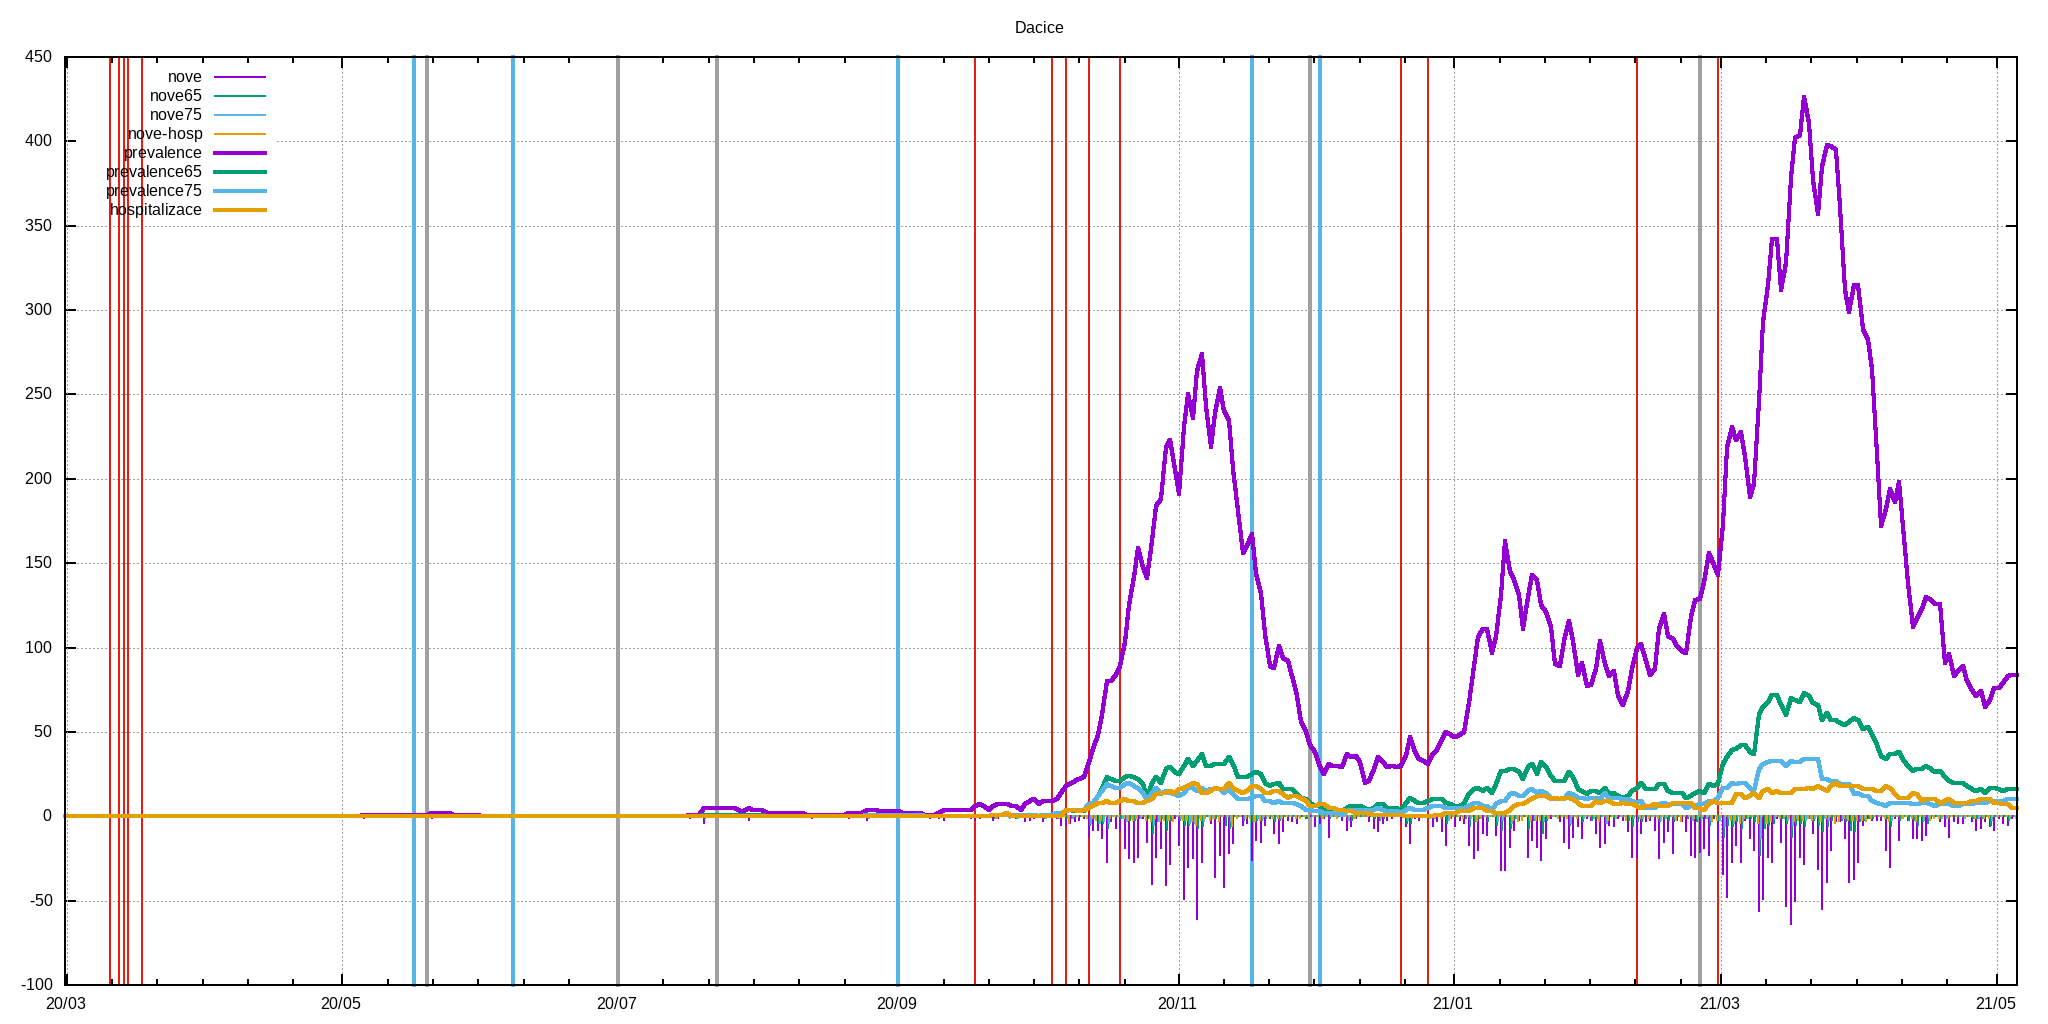 Dacice
450
400
350
300
250
200
150
100
50
0
-50
-100
nove
nove65
nove75
nove-hosp
prevalence
prevalence65
prevalence75
hospitalizace
20/03 20/05 20/07 20/09 20/11 21/01 21/03 21/05